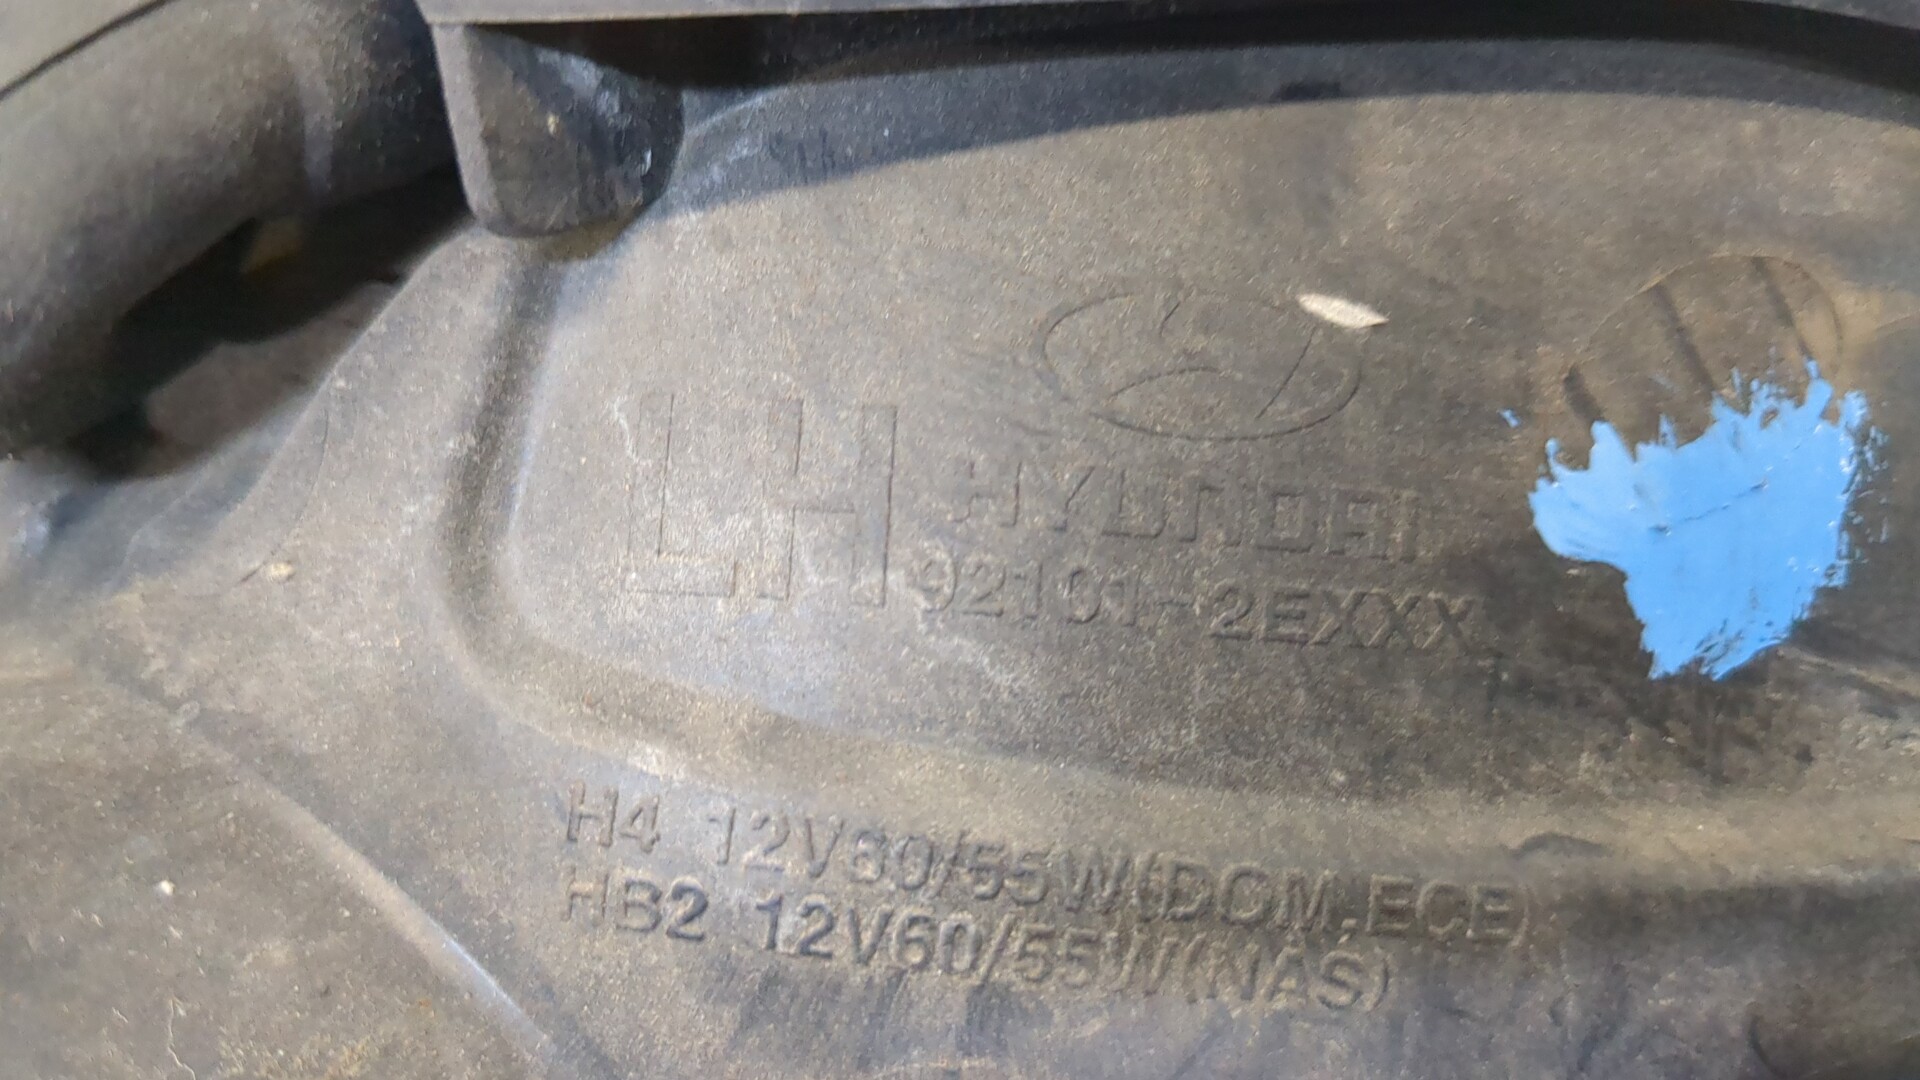 LH
HYUNDAI
92101-2EXXX
H4 12V60/55W(DOM,ECE)
HB2 12V60/55W(NAS)